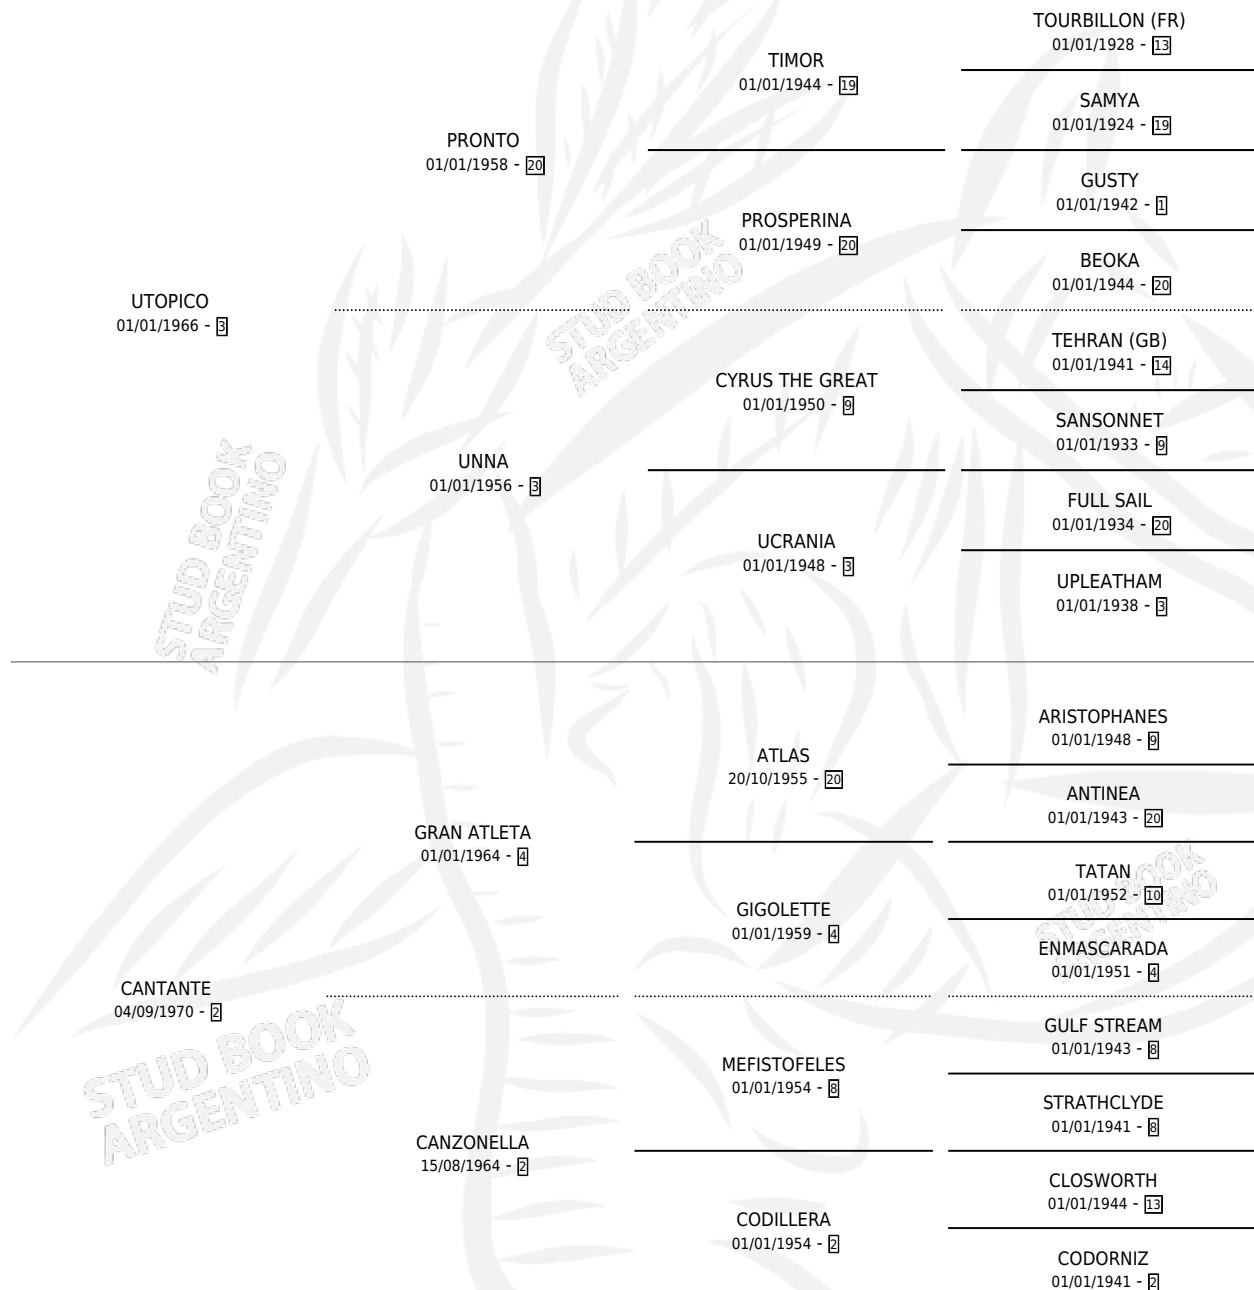 TOURBILLON (FR)
01/01/1928 - 13
TIMOR
01/01/1944 - 19
SAMYA
01/01/1924 - 19
PRONTO
01/01/1958 - 20
GUSTY
01/01/1942 - 1
PROSPERINA
01/01/1949 - 20
BEOKA
01/01/1944 - 20
UTOPICO
01/01/1966 - 3
STUD BOOK
ARGENTINO
TEHRAN (GB)
01/01/1941 - 14
CYRUS THE GREAT
01/01/1950 - 9
SANSONNET
01/01/1933 - 9
UNNA
01/01/1956 - 3
FULL SAIL
01/01/1934 - 20
UCRANIA
01/01/1948 - 3
UPLEATHAM
01/01/1938 - 3
STUD BOOK
ARGENTINO
ARISTOPHANES
01/01/1948 - 9
ATLAS
20/10/1955 - 20
ANTINEA
01/01/1943 - 20
GRAN ATLETA
01/01/1964 - 4
TATAN
01/01/1952 - 10
STUD BOOK
ARGENTINO
GIGOLETTE
01/01/1959 - 4
ENMASCARADA
01/01/1951 - 4
CANTANTE
04/09/1970 - 2
STUD BOOK
ARGENTINO
GULF STREAM
01/01/1943 - 8
MEFISTOFELES
01/01/1954 - 8
STRATHCLYDE
01/01/1941 - 8
CANZONELLA
15/08/1964 - 2
CLOSWORTH
01/01/1944 - 13
CODILLERA
01/01/1954 - 2
CODORNIZ
01/01/1941 - 2